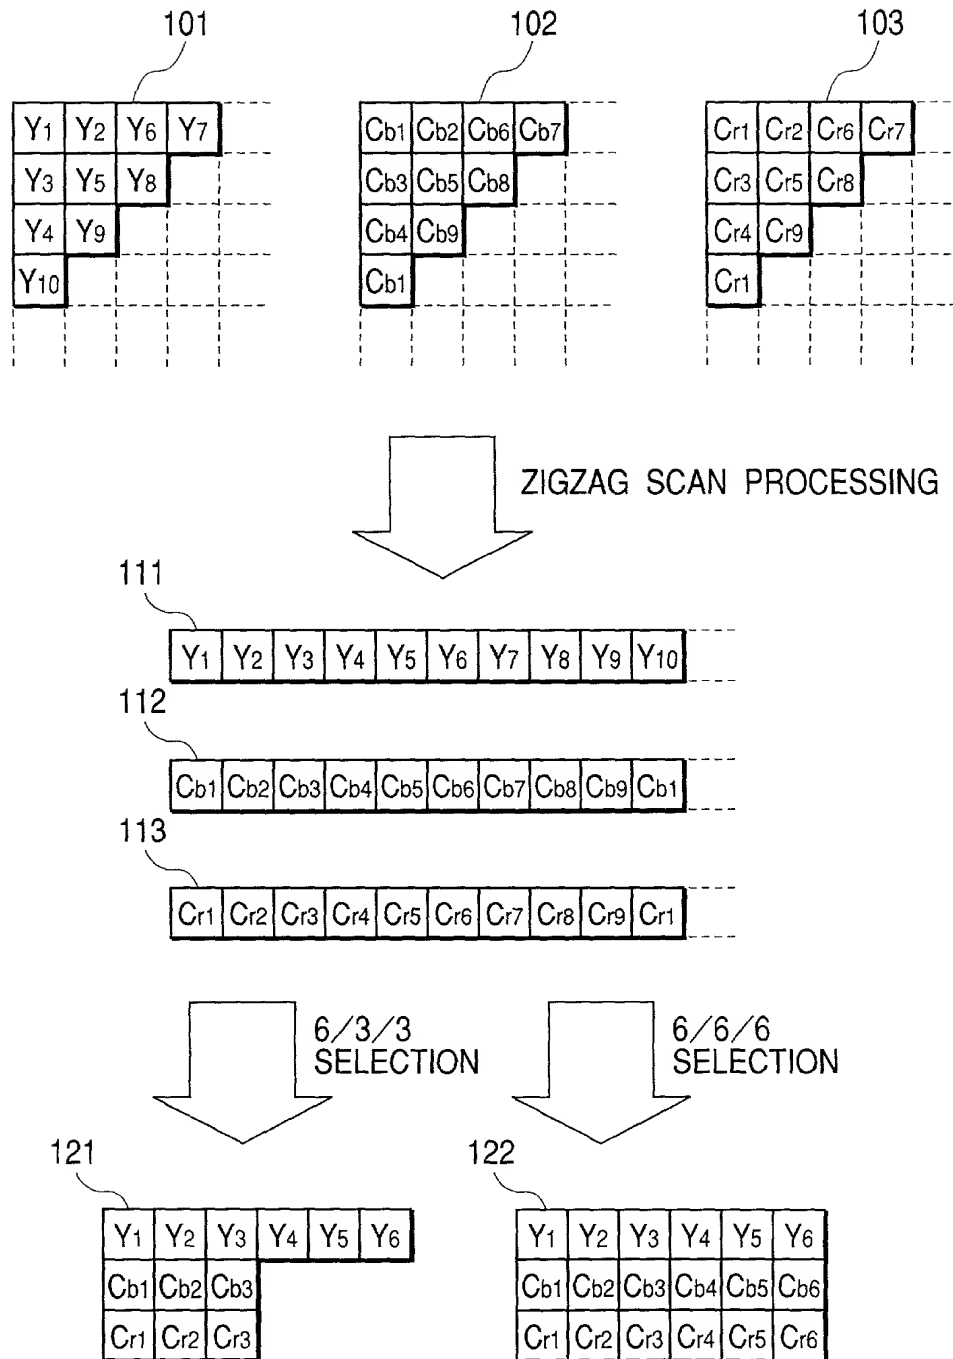 101 102 103
Y1 Y2 Y6 Y7 Cb1 Cb2 Cb6 Cb7 Cr1 Cr2 Cr6 Cr7
Y3 Y5 Y8 Cb3 Cb5 Cb8 Cr3 Cr5 Cr8
Y4 Y9 Cb4 Cb9 Cr4 Cr9
Y10 Cb1 Cr1
ZIGZAG SCAN PROCESSING
111
Y1 Y2 Y3 Y4 Y5 Y6 Y7 Y8 Y9 Y10
112
Cb1 Cb2 Cb3 Cb4 Cb5 Cb6 Cb7 Cb8 Cb9 Cb1
113
Cr1 Cr2 Cr3 Cr4 Cr5 Cr6 Cr7 Cr8 Cr9 Cr1
6/3/3 6/6/6
SELECTION SELECTION
121 122
Y1 Y2 Y3 Y4 Y5 Y6 Y1 Y2 Y3 Y4 Y5 Y6
Cb1 Cb2 Cb3 Cb1 Cb2 Cb3 Cb4 Cb5 Cb6
Cr1 Cr2 Cr3 Cr1 Cr2 Cr3 Cr4 Cr5 Cr6